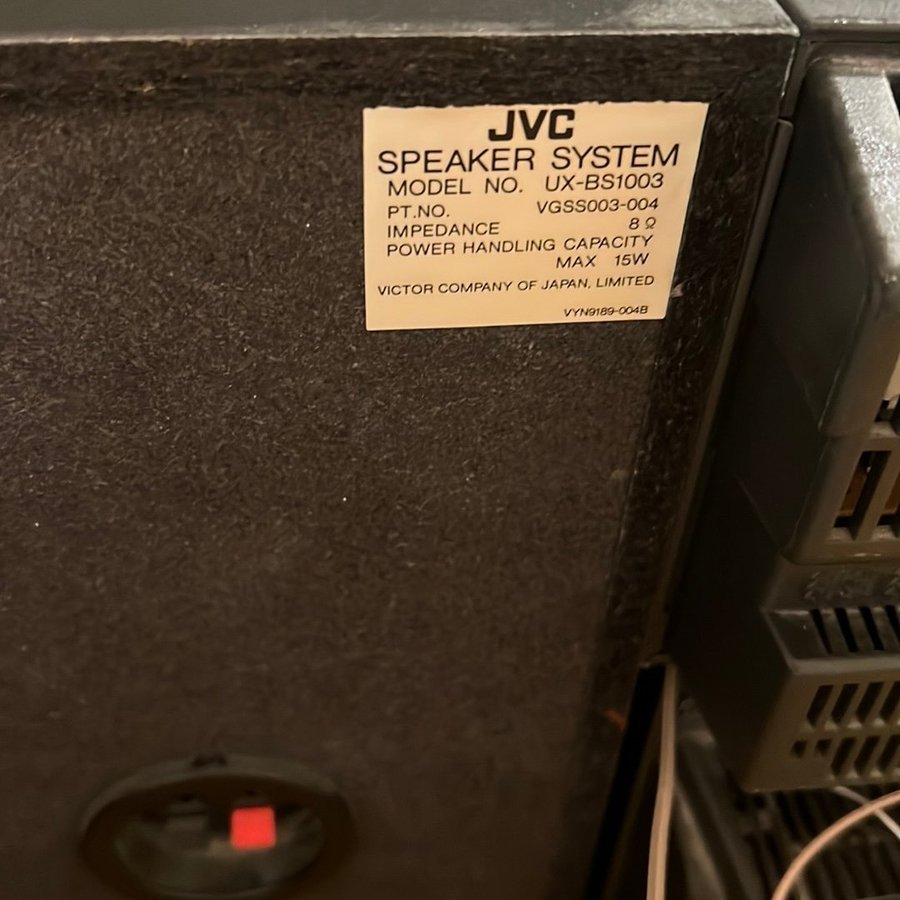 JVC
SPEAKER SYSTEM
MODEL NO. UX-BS1003
PT.NO. VGSS003-004
IMPEDANCE 8 Ω
POWER HANDLING CAPACITY
MAX 15W
VICTOR COMPANY OF JAPAN, LIMITED
VYN9189-004B